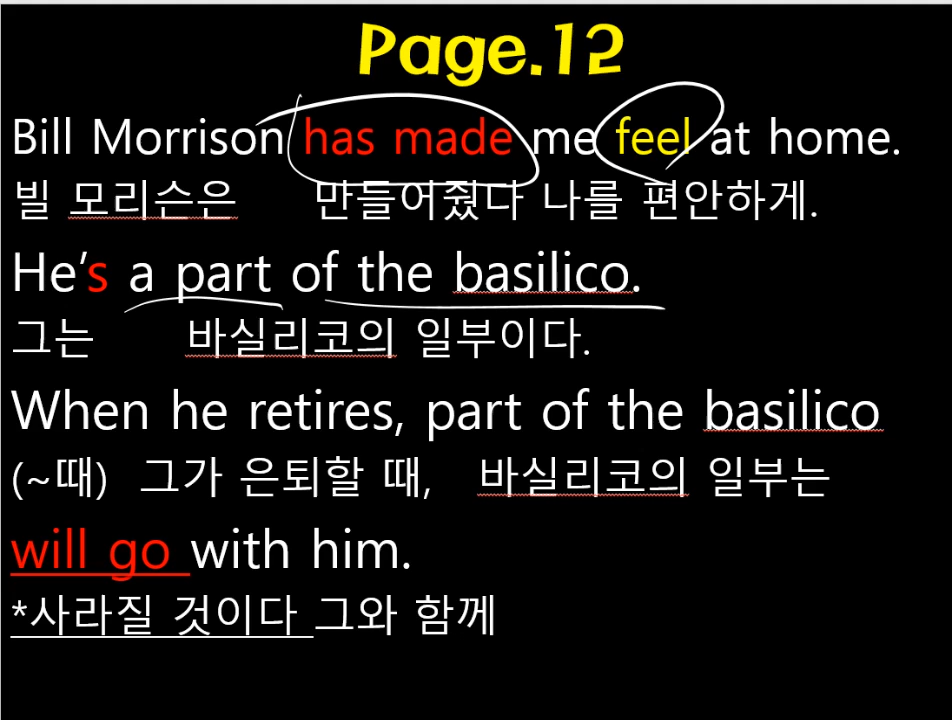 Page.12
Bill Morrison has made me feel at home.
빌 모리슨은 만들어줬다 나를 편안하게.
He's a part of the basilico.
그는 바실리코의 일부이다.
When he retires, part of the basilico
(~때) 그가 은퇴할 때, 바실리코의 일부는
will go with him.
*사라질 것이다 그와 함께